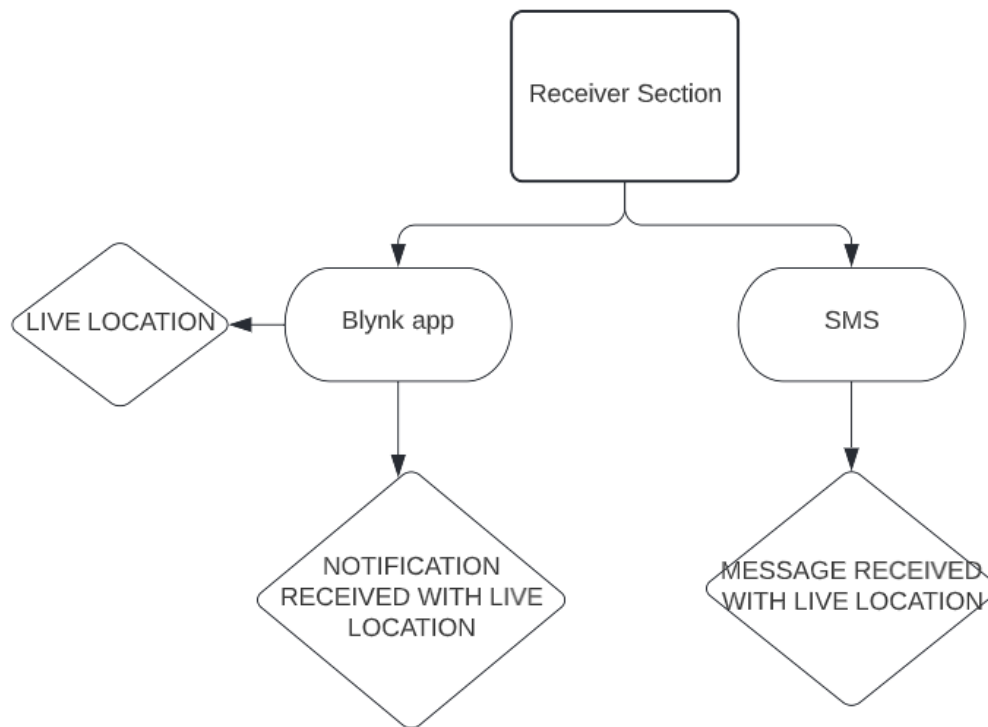 Receiver Section
LIVE LOCATION
Blynk app
SMS
NOTIFICATION
RECEIVED WITH LIVE
LOCATION
MESSAGE RECEIVED
WITH LIVE LOCATION